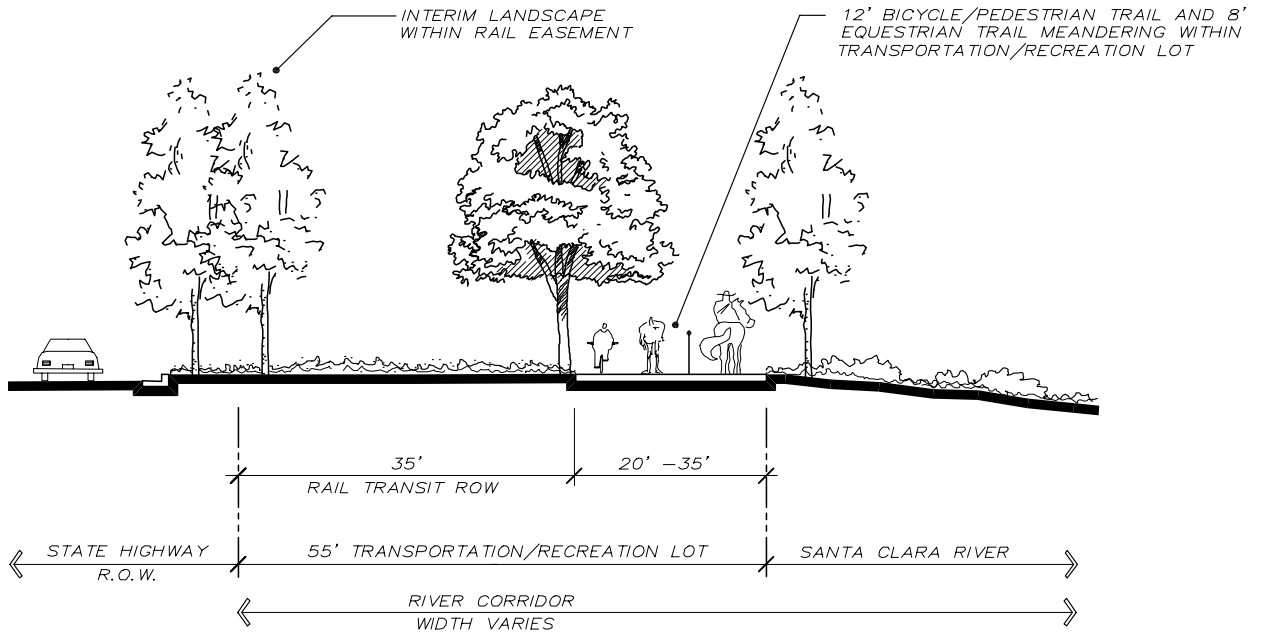 INTERIM LANDSCAPE
WITHIN RAIL EASEMENT
12' BICYCLE/PEDESTRIAN TRAIL AND 8'
EQUESTRIAN TRAIL MEANDERING WITHIN
TRANSPORTATION/RECREATION LOT
35'
20' -35'
RAIL TRANSIT ROW
STATE HIGHWAY
R.O.W.
55' TRANSPORTATION/RECREATION LOT
SANTA CLARA RIVER
RIVER CORRIDOR
WIDTH VARIES